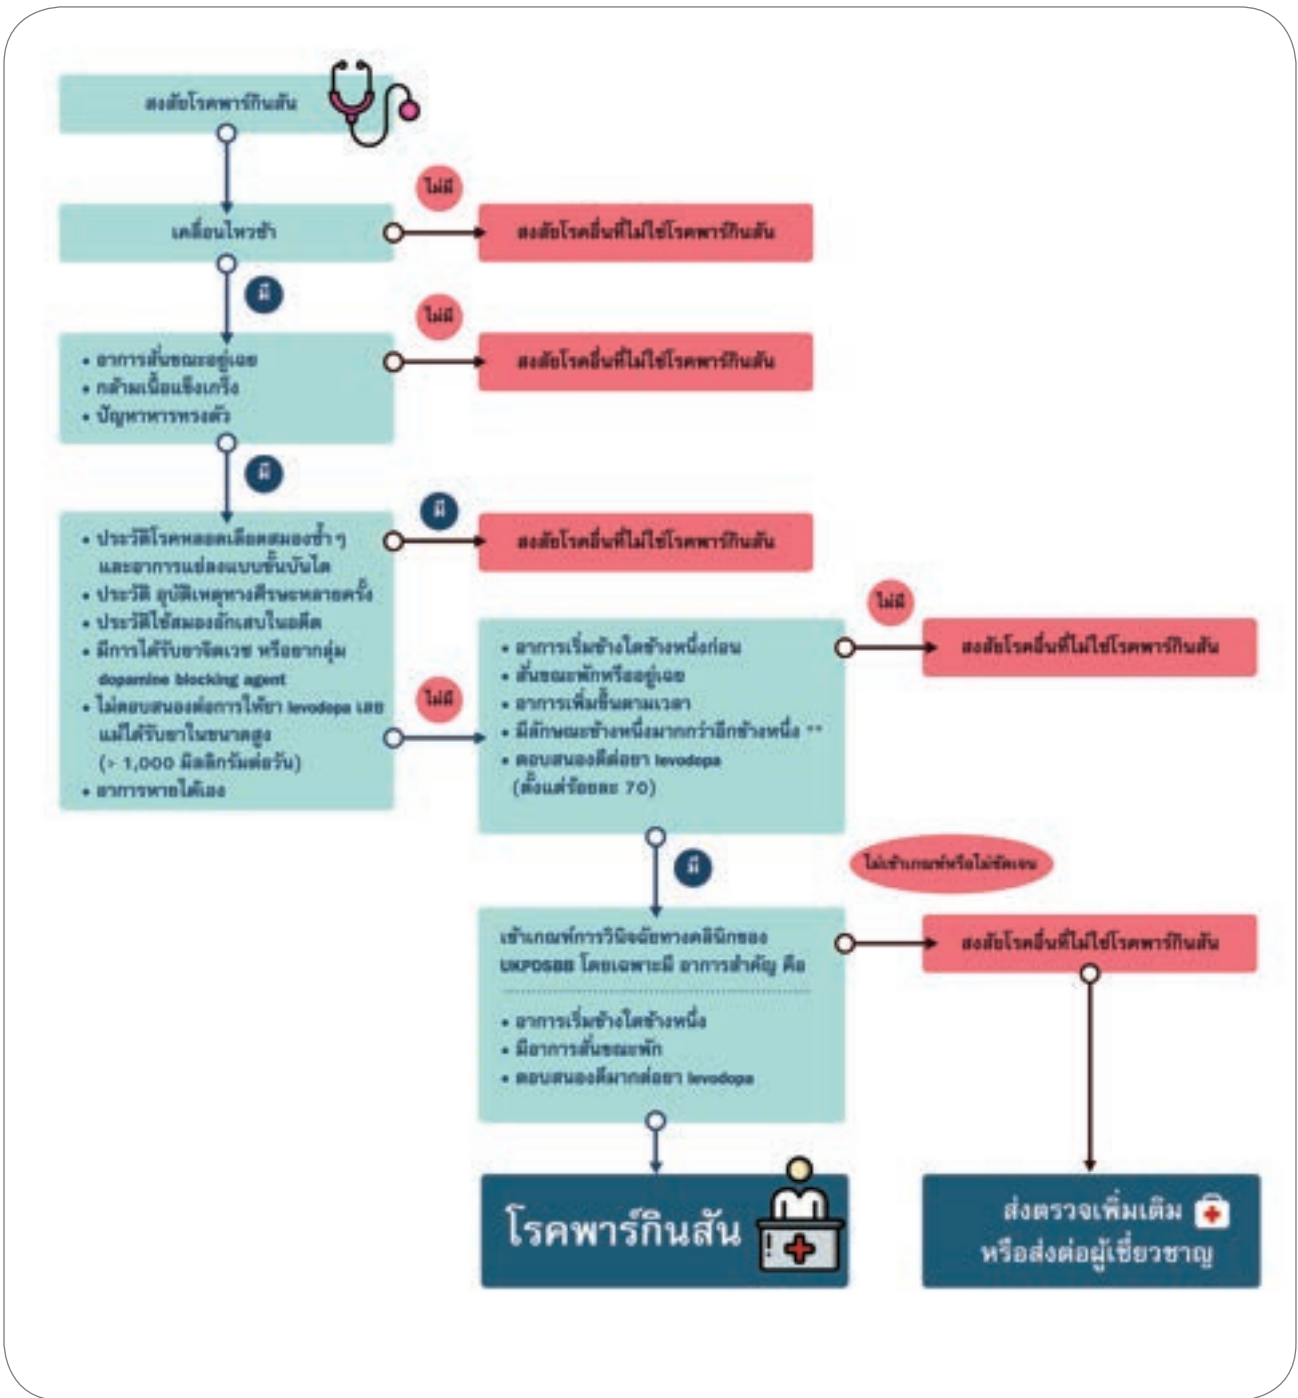 สงสัยโรคพาร์กินสัน
เคลื่อนไหวช้า
ไม่มี
สงสัยโรคอื่นที่ไม่ใช่โรคพาร์กินสัน
มี
• อาการสั่นขณะอยู่เฉย
• กล้ามเนื้อแข็งเกร็ง
• ปัญหาหารทรงตัว
ไม่มี
สงสัยโรคอื่นที่ไม่ใช่โรคพาร์กินสัน
มี
• ประวัติโรคหลอดเลือดสมองซ้ำ ๆ
และอาการแย่ลงแบบขั้นบันได
• ประวัติ อุบัติเหตุทางศีรษะหลายครั้ง
• ประวัติไข้สมองอักเสบในอดีต
• มีการได้รับยาจิตเวช หรือยากลุ่ม
dopamine blocking agent
• ไม่ตอบสนองต่อการให้ยา levodopa เลย
แม้ได้รับยาในขนาดสูง
(> 1,000 มิลลิกรัมต่อวัน)
• อาการหายได้เอง
มี
สงสัยโรคอื่นที่ไม่ใช่โรคพาร์กินสัน
ไม่มี
• อาการเริ่มข้างใดข้างหนึ่งก่อน
• สั่นขณะพักหรืออยู่เฉย
• อาการเพิ่มขึ้นตามเวลา
• มีลักษณะข้างหนึ่งมากกว่าอีกข้างหนึ่ง **
• ตอบสนองดีต่อยา levodopa
(ตั้งแต่ร้อยละ 70)
ไม่มี
สงสัยโรคอื่นที่ไม่ใช่โรคพาร์กินสัน
มี
เข้าเกณฑ์การวินิจฉัยทางคลินิกของ
UKPDSBB โดยเฉพาะมี อาการสำคัญ คือ
• อาการเริ่มข้างใดข้างหนึ่ง
• มีอาการสั่นขณะพัก
• ตอบสนองดีมากต่อยา levodopa
ไม่เข้าเกณฑ์หรือไม่ชัดเจน
สงสัยโรคอื่นที่ไม่ใช่โรคพาร์กินสัน
โรคพาร์กินสัน
ส่งตรวจเพิ่มเติม
หรือส่งต่อผู้เชี่ยวชาญ